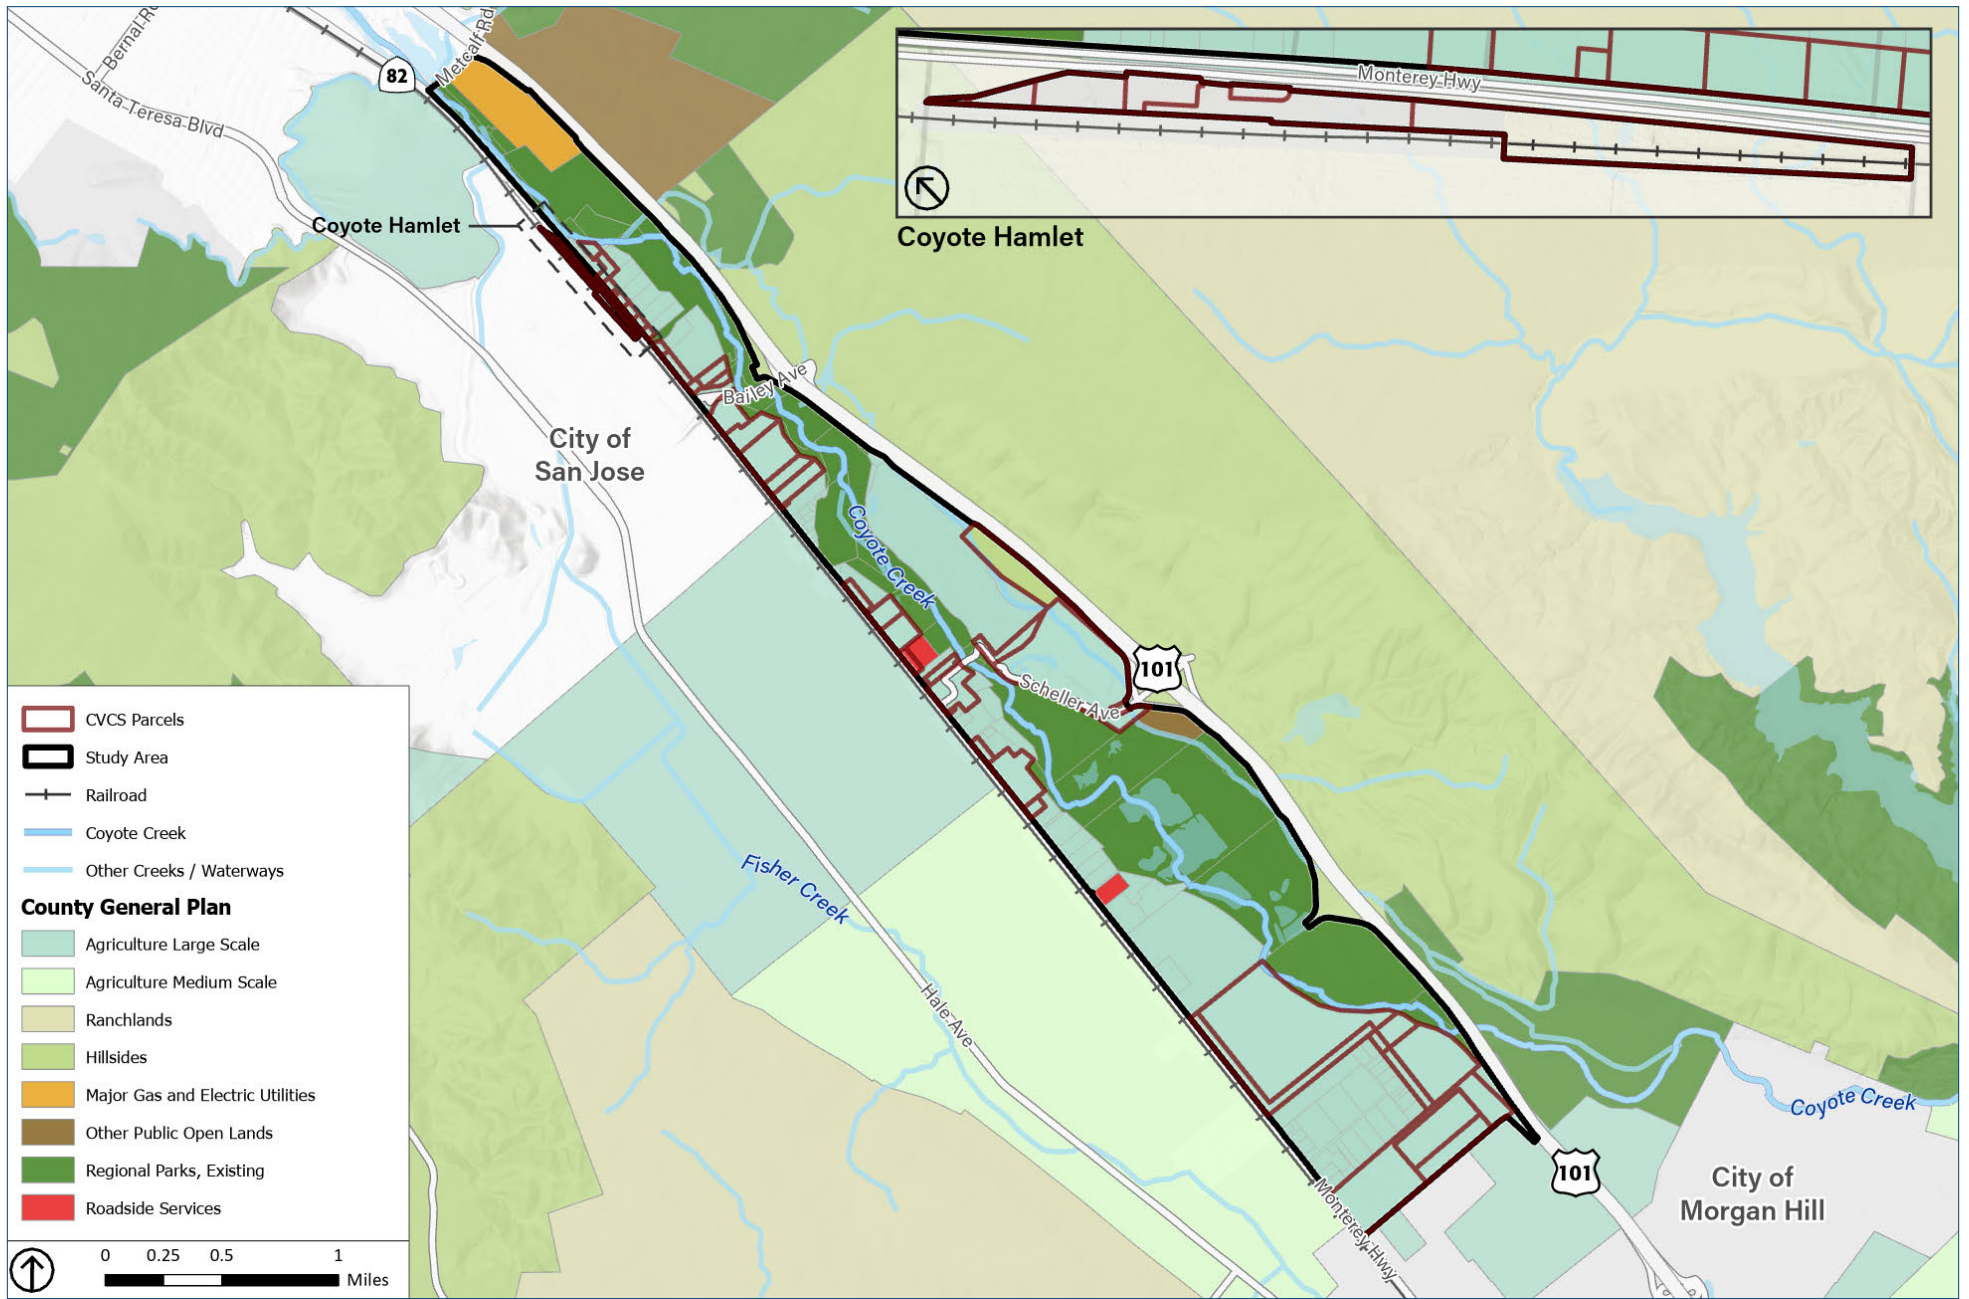 Bernal Rd
Metcalf Rd
82
Santa Teresa Blvd
Monterey Hwy
Coyote Hamlet
Coyote Hamlet
Bailey Ave
City of
San Jose
Coyote Creek
101
Scheller Ave
CVCS Parcels
Study Area
Railroad
Coyote Creek
Other Creeks / Waterways
County General Plan
Agriculture Large Scale
Agriculture Medium Scale
Ranchlands
Hillsides
Major Gas and Electric Utilities
Other Public Open Lands
Regional Parks, Existing
Roadside Services
0 0.25 0.5 1
Miles
Fisher Creek
Hale Ave
Coyote Creek
101
City of
Morgan Hill
Monterey Hwy